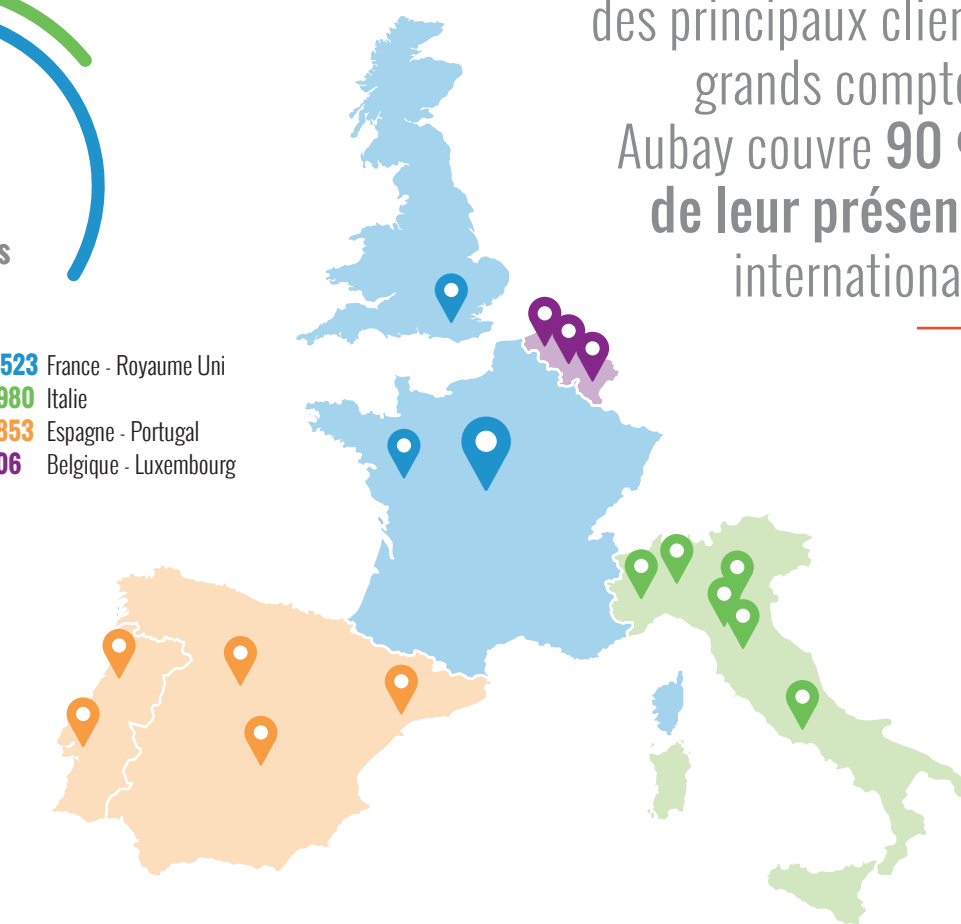 des principaux clien
grands compt
Aubay couvre 90
de leur présen
internationa
s
523 France - Royaume Uni
980 Italie
853 Espagne - Portugal
06 Belgique - Luxembourg